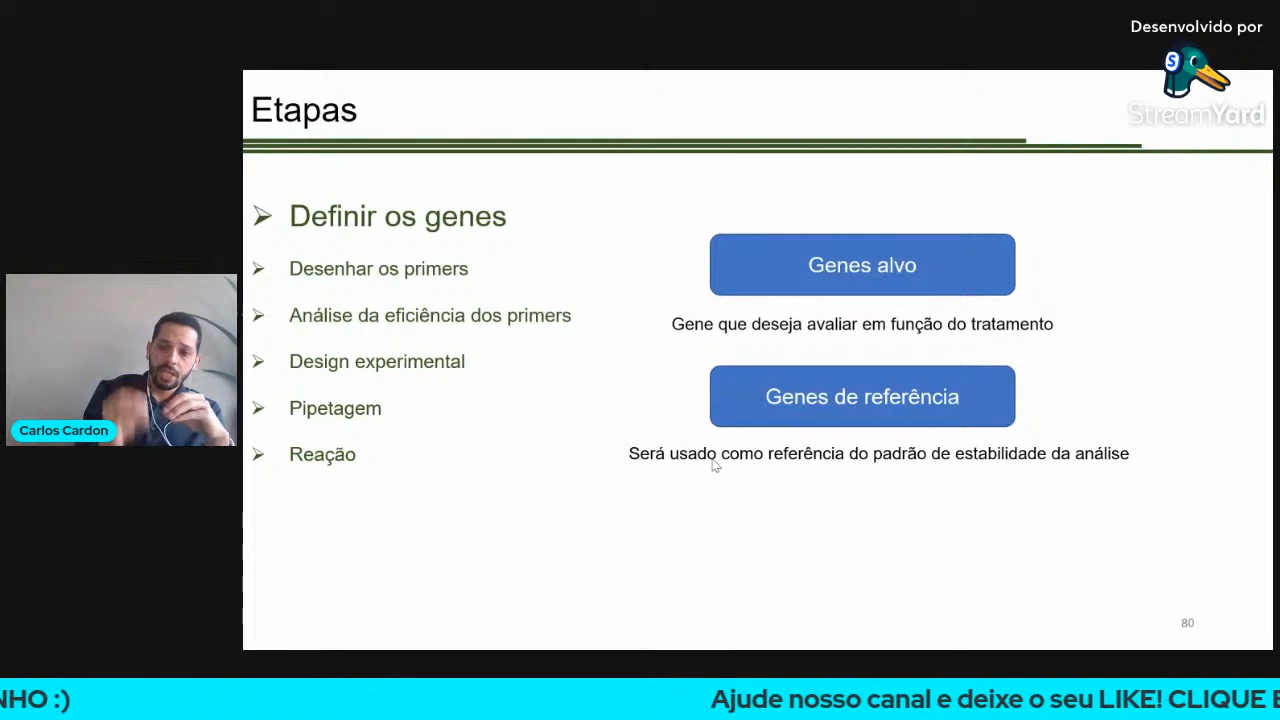 Desenvolvido por
StreamYard
Etapas
Definir os genes
Desenhar os primers
Análise da eficiência dos primers
Design experimental
Pipetagem
Reação
Genes alvo
Gene que deseja avaliar em função do tratamento
Genes de referência
Será usado como referência do padrão de estabilidade da análise
80
Carlos Cardon
NHO :)
Ajude nosso canal e deixe o seu LIKE! CLIQUE